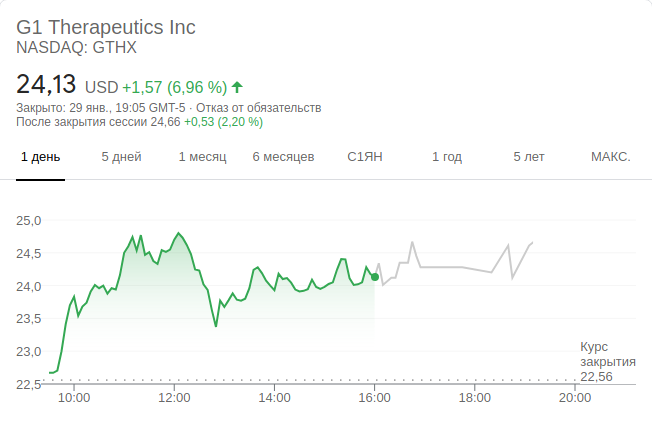 G1 Therapeutics Inc
NASDAQ: GTHX
24,13 USD +1,57 (6,96 %)
Закрыто: 29 янв., 19:05 GMT-5 · Отказ от обязательств
После закрытия сессии 24,66 +0,53 (2,20 %)
1 день 5 дней 1 месяц 6 месяцев С1ЯН 1 год 5 лет МАКС.
25,0
24,5
24,0
23,5
23,0
22,5
Курс
закрытия
22,56
10:00 12:00 14:00 16:00 18:00 20:00